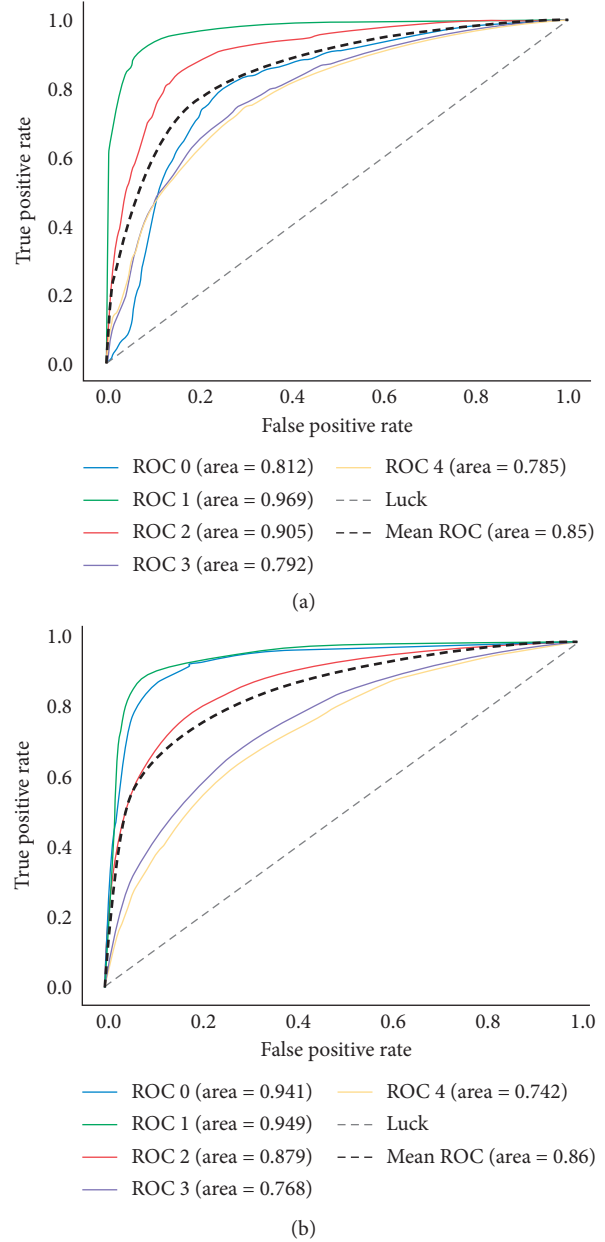 1.0
0.8
0.6
0.4
0.2
0.0
True positive rate
0.0 0.2 0.4 0.6 0.8 1.0
False positive rate
ROC 0 (area = 0.812)
ROC 1 (area = 0.969)
ROC 2 (area = 0.905)
ROC 3 (area = 0.792)
ROC 4 (area = 0.785)
Luck
Mean ROC (area = 0.85)
(a)
1.0
0.8
0.6
0.4
0.2
0.0
True positive rate
0.0 0.2 0.4 0.6 0.8 1.0
False positive rate
ROC 0 (area = 0.941)
ROC 1 (area = 0.949)
ROC 2 (area = 0.879)
ROC 3 (area = 0.768)
ROC 4 (area = 0.742)
Luck
Mean ROC (area = 0.86)
(b)